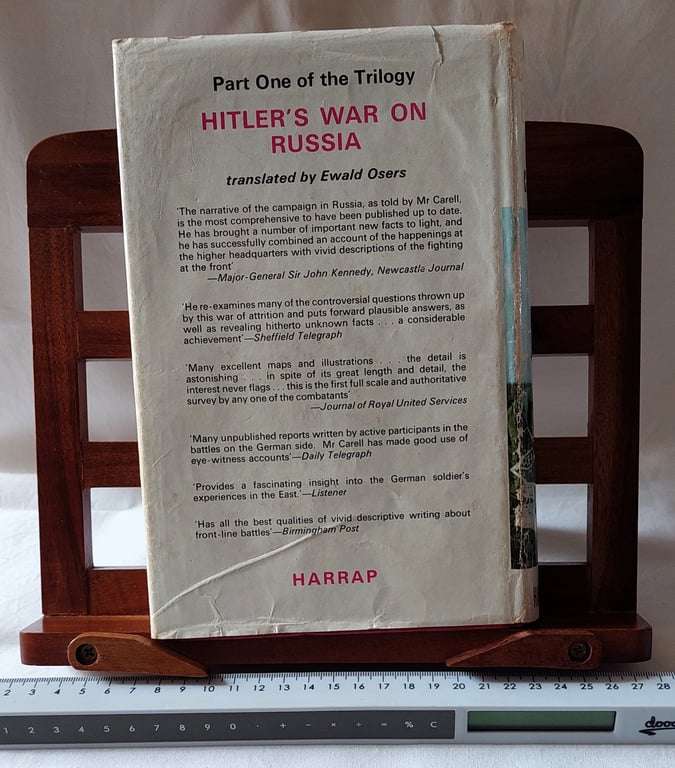 Part One of the Trilogy
HITLER'S WAR ON
RUSSIA
translated by Ewald Osers
'The narrative of the campaign in Russia, as told by Mr Carell,
is the most comprehensive to have been published up to date.
He has brought a number of important new facts to light, and
he has successfully combined an account of the happenings at
the higher headquarters with vivid descriptions of the fighting
at the front'
—Major-General Sir John Kennedy, Newcastle Journal
'He re-examines many of the controversial questions thrown up
by this war of attrition and puts forward plausible answers, as
well as revealing hitherto unknown facts . . . a considerable
achievement'—Sheffield Telegraph
'Many excellent maps and illustrations . . . . the detail is
astonishing . . . in spite of its great length and detail, the
interest never flags . . . this is the first full scale and authoritative
survey by any one of the combatants'
—Journal of Royal United Services
'Many unpublished reports written by active participants in the
battles on the German side. Mr Carell has made good use of
eye-witness accounts'—Daily Telegraph
'Provides a fascinating insight into the German soldier's
experiences in the East.'—Listener
'Has all the best qualities of vivid descriptive writing about
front-line battles'—Birmingham Post
HARRAP
2 3 4 5 6 7 8 9 10 11 12 13 14 15 16 17 18 19 20 21 22 23 24 25 26 27 28
1 2 3 4 5 6 7 8 9 0 · + − × ÷ = % C